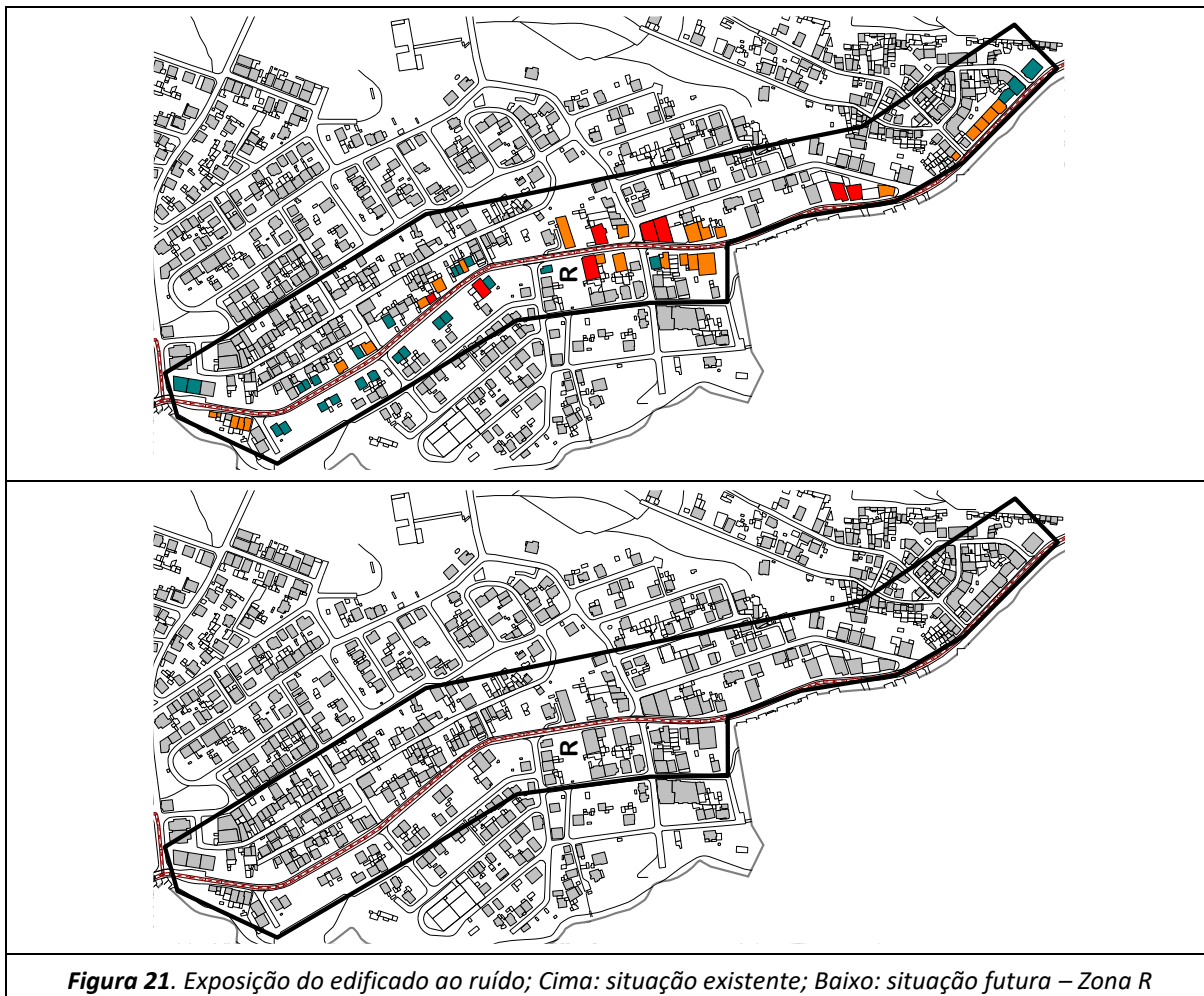 R
R
Figura 21. Exposição do edificado ao ruído; Cima: situação existente; Baixo: situação futura – Zona R